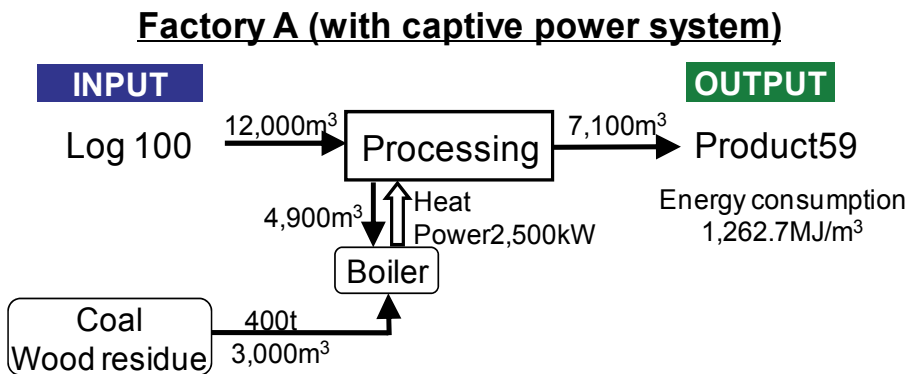 Factory A (with captive power system)
INPUT
OUTPUT
Log 100
12,000m³
Processing
7,100m³
Product59
Energy consumption
1,262.7MJ/m³
4,900m³
Heat
Power2,500kW
Boiler
Coal
Wood residue
400t
3,000m³